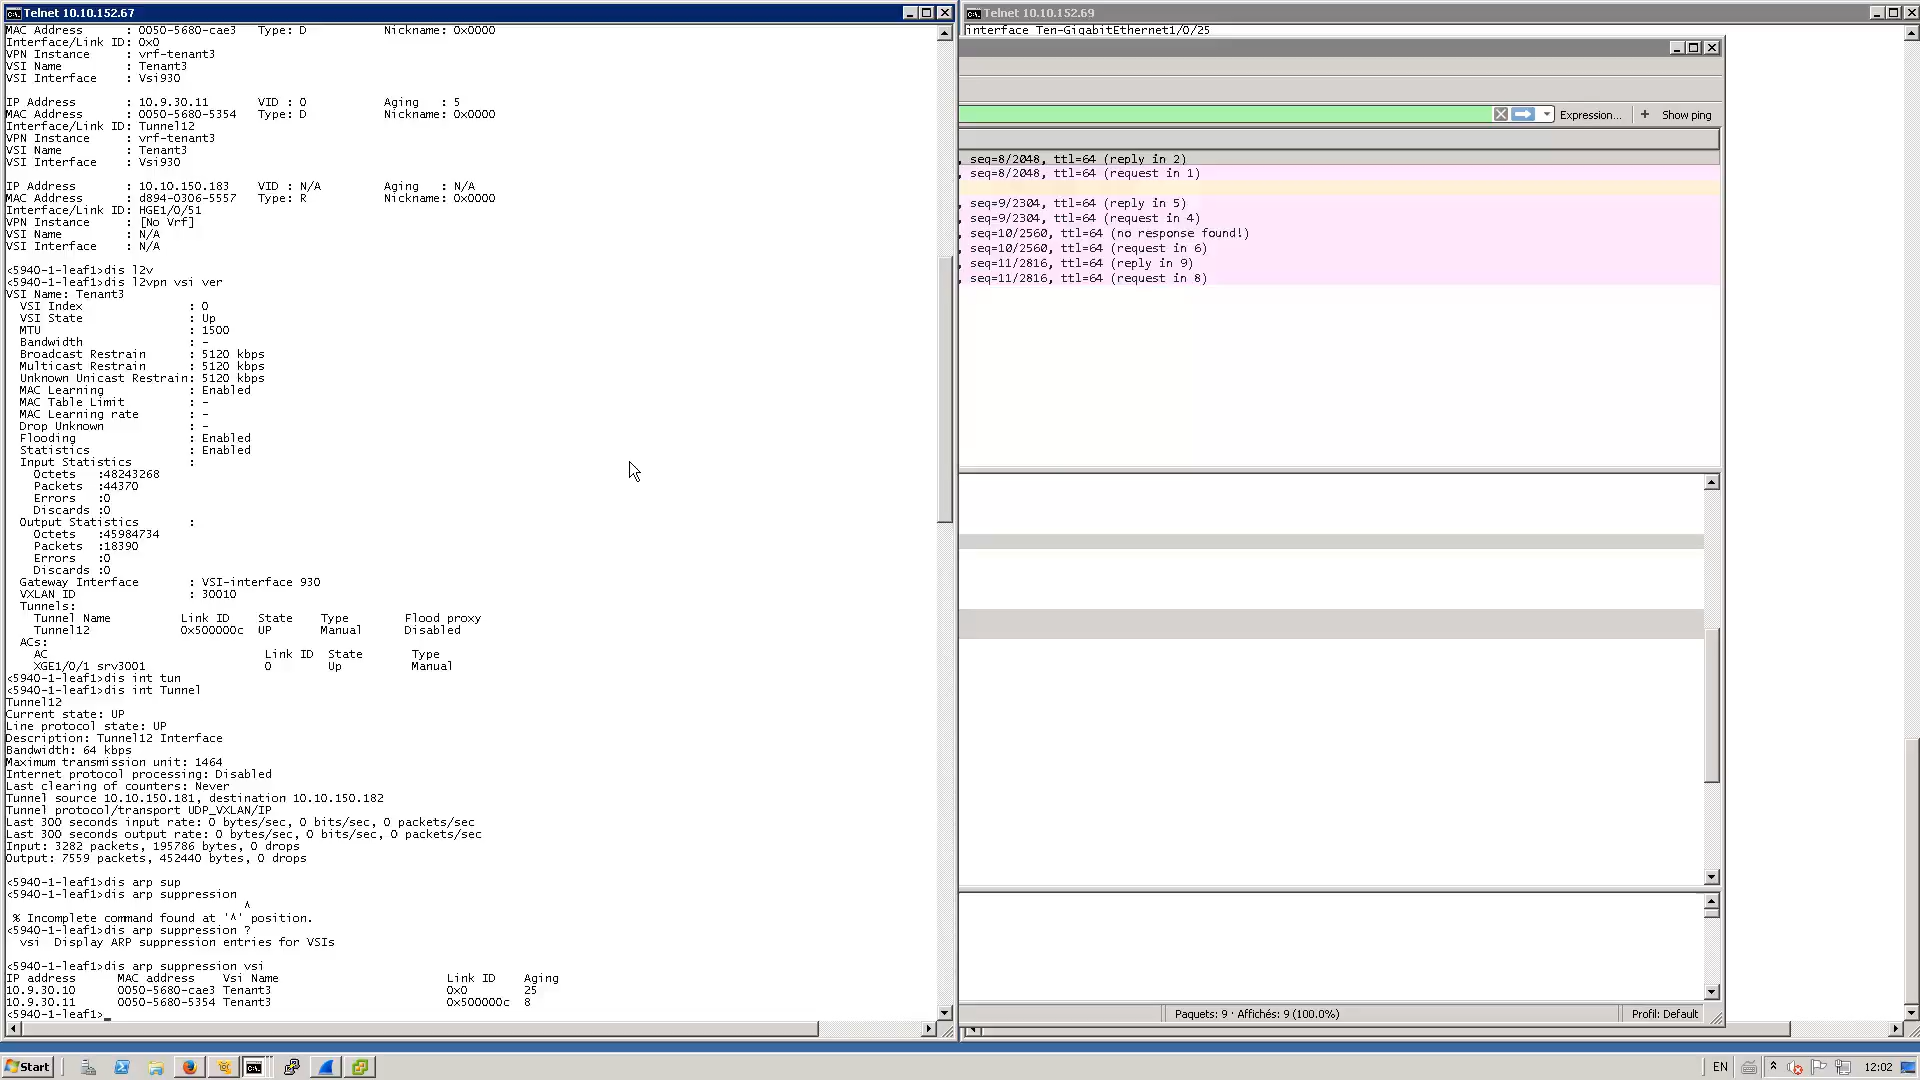 Telnet 10.10.152.67
MAC Address      : 0050-5680-cae3   Type: D           Nickname: 0x0000
Interface/Link ID: 0x0
VPN Instance     : vrf-tenant3
VSI Name         : Tenant3
VSI Interface    : Vsi930
IP Address       : 10.9.30.11       VID : 0           Aging   : 5
MAC Address      : 0050-5680-5354   Type: D           Nickname: 0x0000
Interface/Link ID: Tunnel12
VPN Instance     : vrf-tenant3
VSI Name         : Tenant3
VSI Interface    : Vsi930
IP Address       : 10.10.150.183    VID : N/A         Aging   : N/A
MAC Address      : d894-0306-5557   Type: R           Nickname: 0x0000
Interface/Link ID: HGE1/0/51
VPN Instance     : [No Vrf]
VSI Name         : N/A
VSI Interface    : N/A
<5940-1-leaf1>dis l2v
<5940-1-leaf1>dis l2vpn vsi ver
VSI Name: Tenant3
VSI Index               : 0
VSI State               : Up
MTU                     : 1500
Bandwidth               : -
Broadcast Restrain      : 5120 kbps
Multicast Restrain      : 5120 kbps
Unknown Unicast Restrain: 5120 kbps
MAC Learning            : Enabled
MAC Table Limit         : -
MAC Learning rate       : -
Drop Unknown            : -
Flooding                : Enabled
Statistics              : Enabled
Input Statistics        :
Octets   :48243268
Packets  :44370
Errors   :0
Discards :0
Output Statistics       :
Octets   :45984734
Packets  :18390
Errors   :0
Discards :0
Gateway Interface       : VSI-interface 930
VXLAN ID                : 30010
Tunnels:
Tunnel Name          Link ID    State    Type        Flood proxy
Tunnel12             0x500000c  UP       Manual      Disabled
ACs:
AC                               Link ID  State       Type
XGE1/0/1 srv3001                 0        Up          Manual
<5940-1-leaf1>dis int tun
<5940-1-leaf1>dis int Tunnel
Tunnel12
Current state: UP
Line protocol state: UP
Description: Tunnel12 Interface
Bandwidth: 64 kbps
Maximum transmission unit: 1464
Internet protocol processing: Disabled
Last clearing of counters: Never
Tunnel source 10.10.150.181, destination 10.10.150.182
Tunnel protocol/transport UDP_VXLAN/IP
Last 300 seconds input rate: 0 bytes/sec, 0 bits/sec, 0 packets/sec
Last 300 seconds output rate: 0 bytes/sec, 0 bits/sec, 0 packets/sec
Input: 3282 packets, 195786 bytes, 0 drops
Output: 7559 packets, 452440 bytes, 0 drops
<5940-1-leaf1>dis arp sup
<5940-1-leaf1>dis arp suppression
^
% Incomplete command found at '^' position.
<5940-1-leaf1>dis arp suppression ?
vsi  Display ARP suppression entries for VSIs
<5940-1-leaf1>dis arp suppression vsi
IP address      MAC address    Vsi Name                        Link ID    Aging
10.9.30.10      0050-5680-cae3 Tenant3                         0x0        25
10.9.30.11      0050-5680-5354 Tenant3                         0x500000c  8
<5940-1-leaf1>_
Telnet 10.10.152.69
interface Ten-GigabitEthernet1/0/25
Expression... + Show ping
, seq=8/2048, ttl=64 (reply in 2)
, seq=8/2048, ttl=64 (request in 1)
, seq=9/2304, ttl=64 (reply in 5)
, seq=9/2304, ttl=64 (request in 4)
, seq=10/2560, ttl=64 (no response found!)
, seq=10/2560, ttl=64 (request in 6)
, seq=11/2816, ttl=64 (reply in 9)
, seq=11/2816, ttl=64 (request in 8)
Paquets: 9 · Affichés: 9 (100.0%)
Profil: Default
Start
EN
12:02